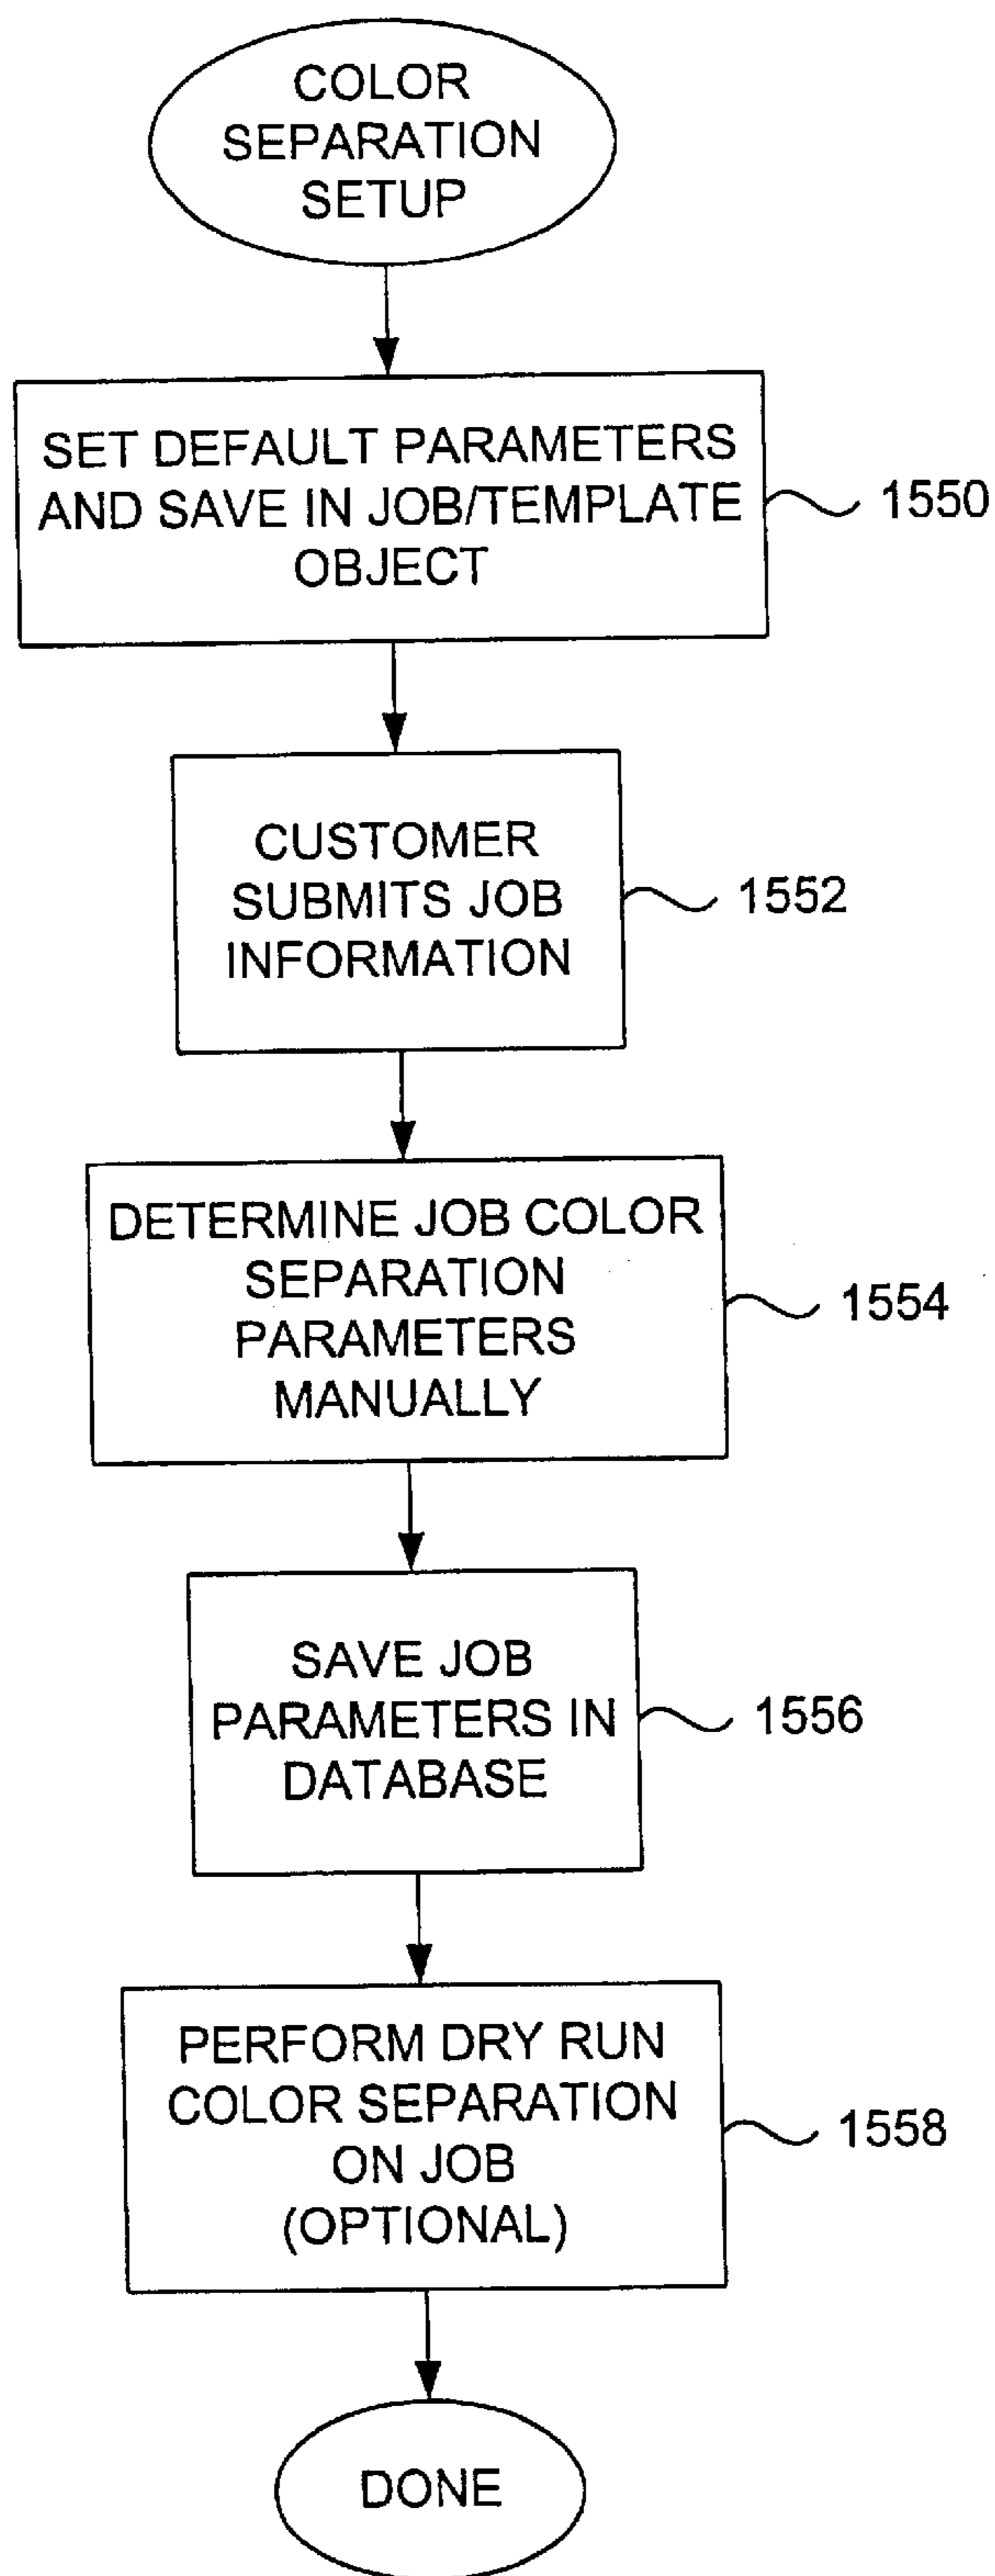 COLOR
SEPARATION
SETUP
SET DEFAULT PARAMETERS
AND SAVE IN JOB/TEMPLATE
OBJECT
1550
CUSTOMER
SUBMITS JOB
INFORMATION
1552
DETERMINE JOB COLOR
SEPARATION
PARAMETERS
MANUALLY
1554
SAVE JOB
PARAMETERS IN
DATABASE
1556
PERFORM DRY RUN
COLOR SEPARATION
ON JOB
(OPTIONAL)
1558
DONE